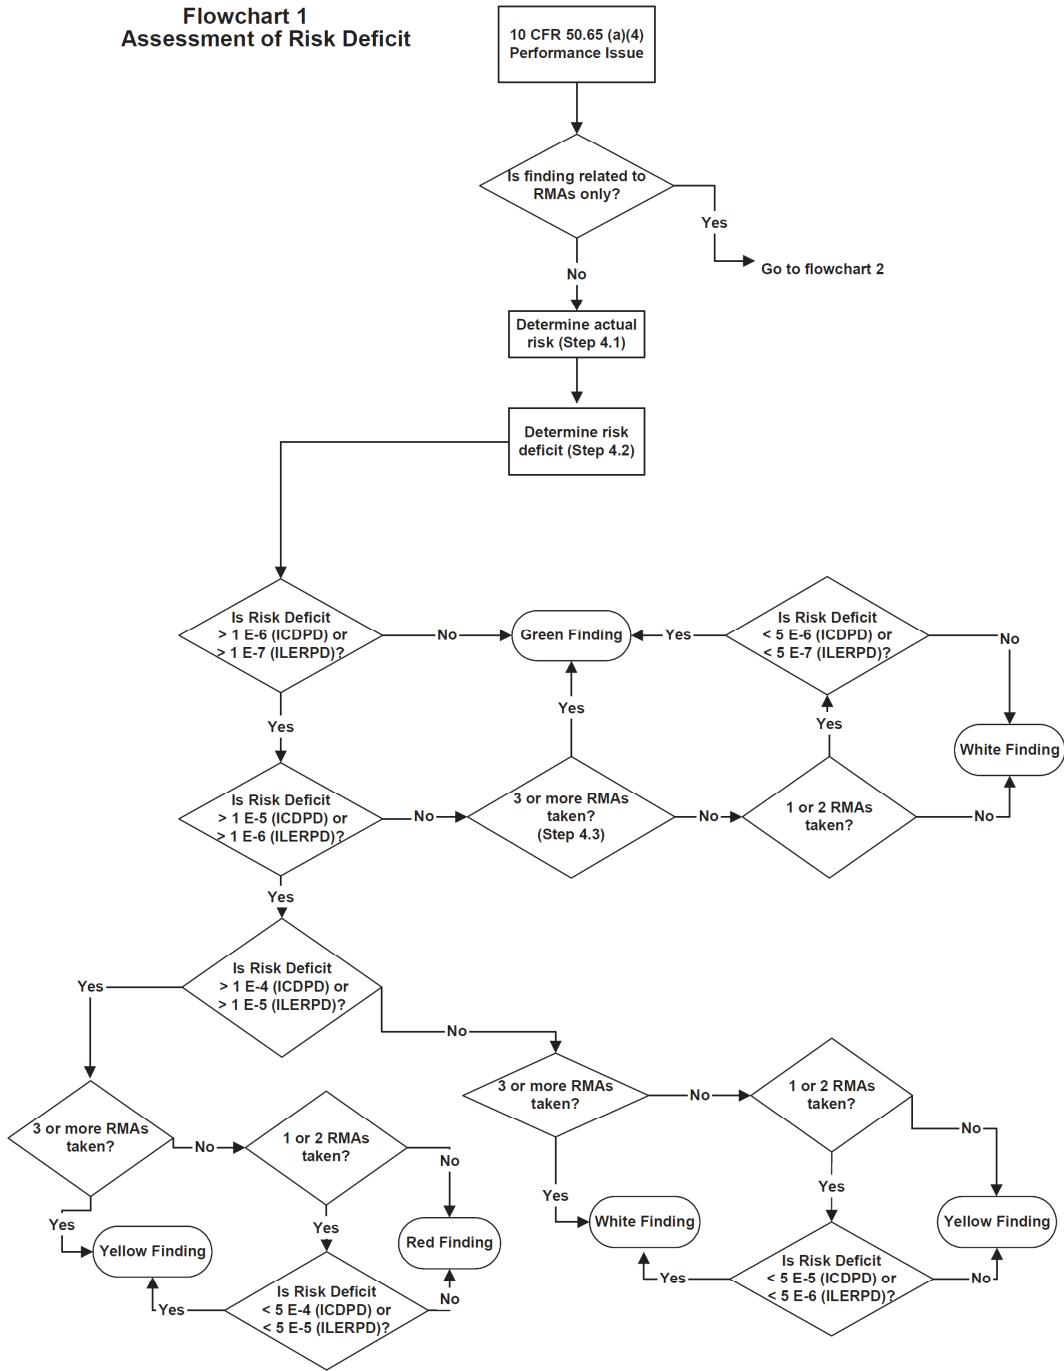 Flowchart 1
Assessment of Risk Deficit
10 CFR 50.65 (a)(4)
Performance Issue
Is finding related to
RMAs only?
Yes
Go to flowchart 2
No
Determine actual
risk (Step 4.1)
Determine risk
deficit (Step 4.2)
Is Risk Deficit
> 1 E-6 (ICDPD) or
> 1 E-7 (ILERPD)?
No
Green Finding
Yes
Is Risk Deficit
< 5 E-6 (ICDPD) or
< 5 E-7 (ILERPD)?
No
Yes
Yes
Yes
White Finding
Is Risk Deficit
> 1 E-5 (ICDPD) or
> 1 E-6 (ILERPD)?
No
3 or more RMAs
taken?
(Step 4.3)
No
1 or 2 RMAs
taken?
No
Yes
Is Risk Deficit
> 1 E-4 (ICDPD) or
> 1 E-5 (ILERPD)?
Yes
No
3 or more RMAs
taken?
No
1 or 2 RMAs
taken?
No
3 or more RMAs
taken?
No
1 or 2 RMAs
taken?
No
Yes
Yes
Yes
Yes
Yellow Finding
Red Finding
White Finding
Yellow Finding
Is Risk Deficit
< 5 E-4 (ICDPD) or
< 5 E-5 (ILERPD)?
Yes
No
Is Risk Deficit
< 5 E-5 (ICDPD) or
< 5 E-6 (ILERPD)?
Yes
No